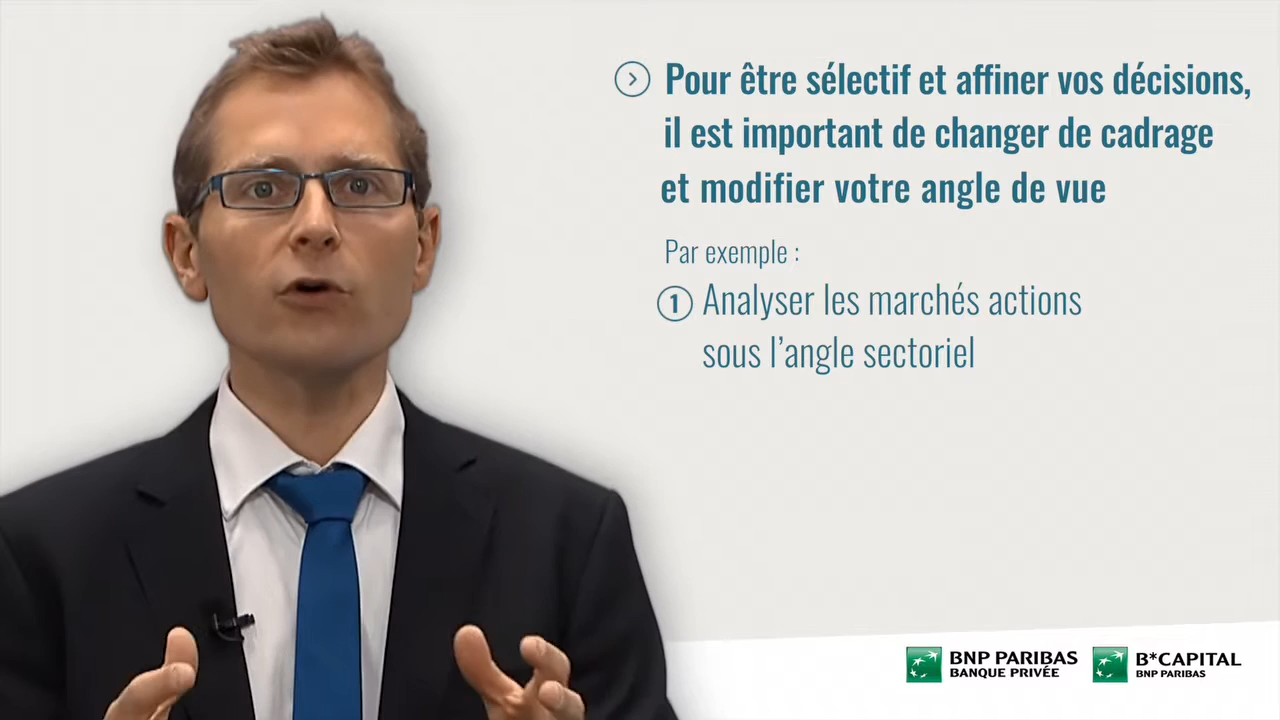 Pour être sélectif et affiner vos décisions,
il est important de changer de cadrage
et modifier votre angle de vue
Par exemple :
1 Analyser les marchés actions
sous l’angle sectoriel
BNP PARIBAS
BANQUE PRIVÉE
B*CAPITAL
BNP PARIBAS